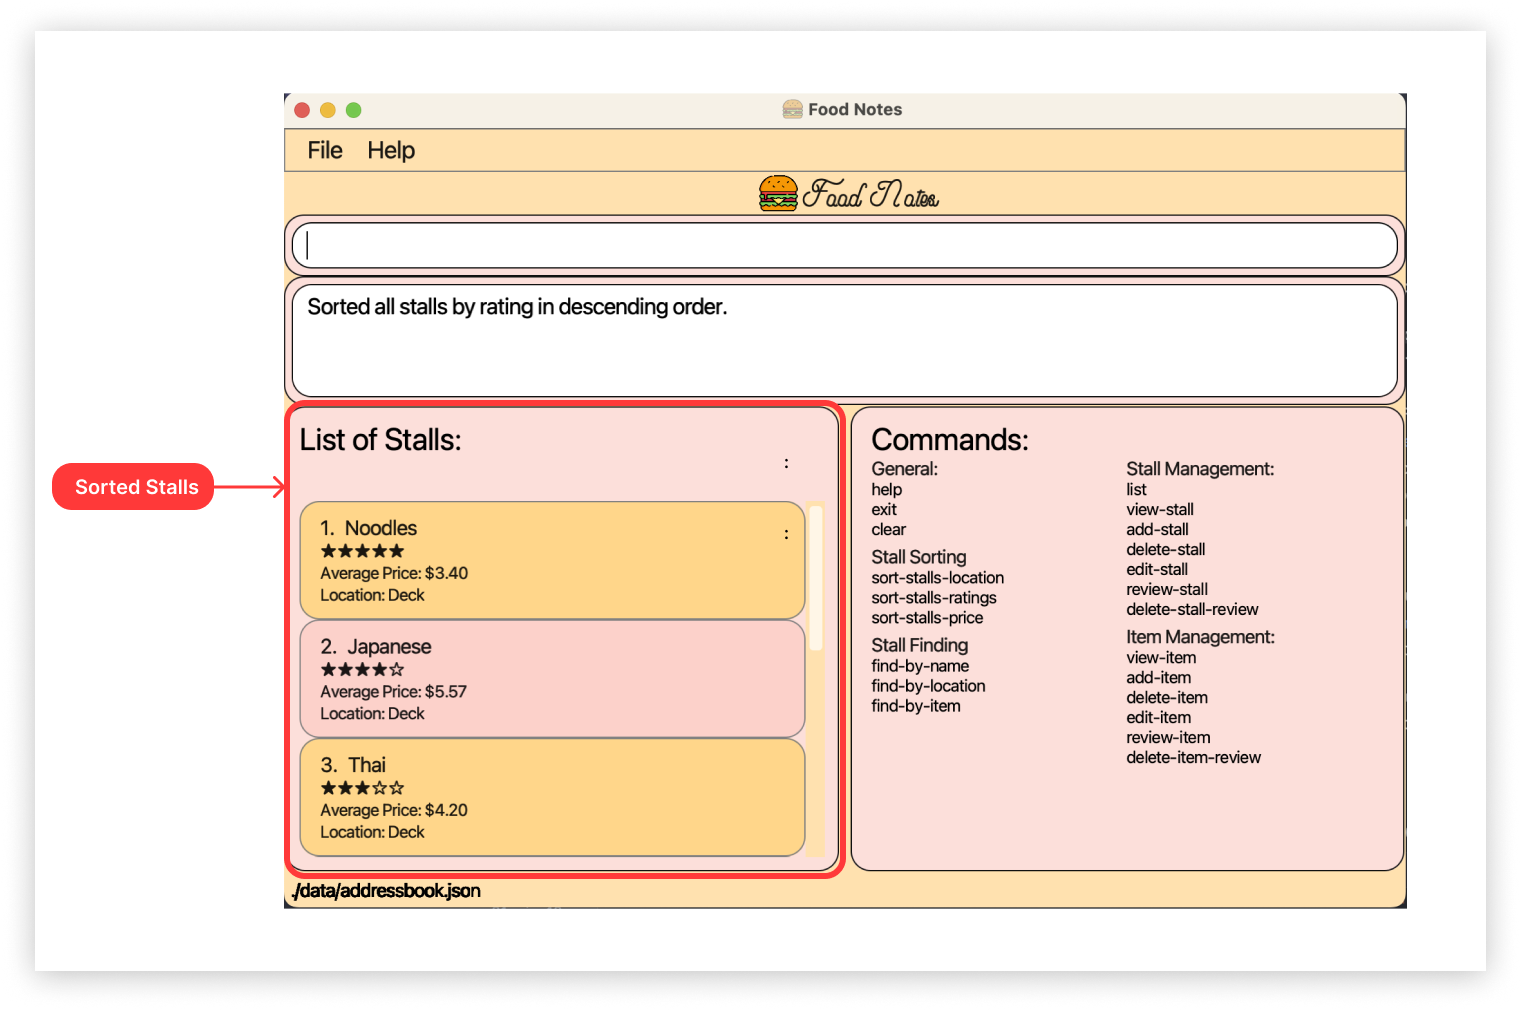 Food Notes
File Help
Food Notes
Sorted all stalls by rating in descending order.
Sorted Stalls
List of Stalls:
:
1. Noodles
:
★★★★★
Average Price: $3.40
Location: Deck
2. Japanese
★★★★☆
Average Price: $5.57
Location: Deck
3. Thai
★★★☆☆
Average Price: $4.20
Location: Deck
Commands:
General:
help
exit
clear
Stall Sorting
sort-stalls-location
sort-stalls-ratings
sort-stalls-price
Stall Finding
find-by-name
find-by-location
find-by-item
Stall Management:
list
view-stall
add-stall
delete-stall
edit-stall
review-stall
delete-stall-review
Item Management:
view-item
add-item
delete-item
edit-item
review-item
delete-item-review
./data/addressbook.json